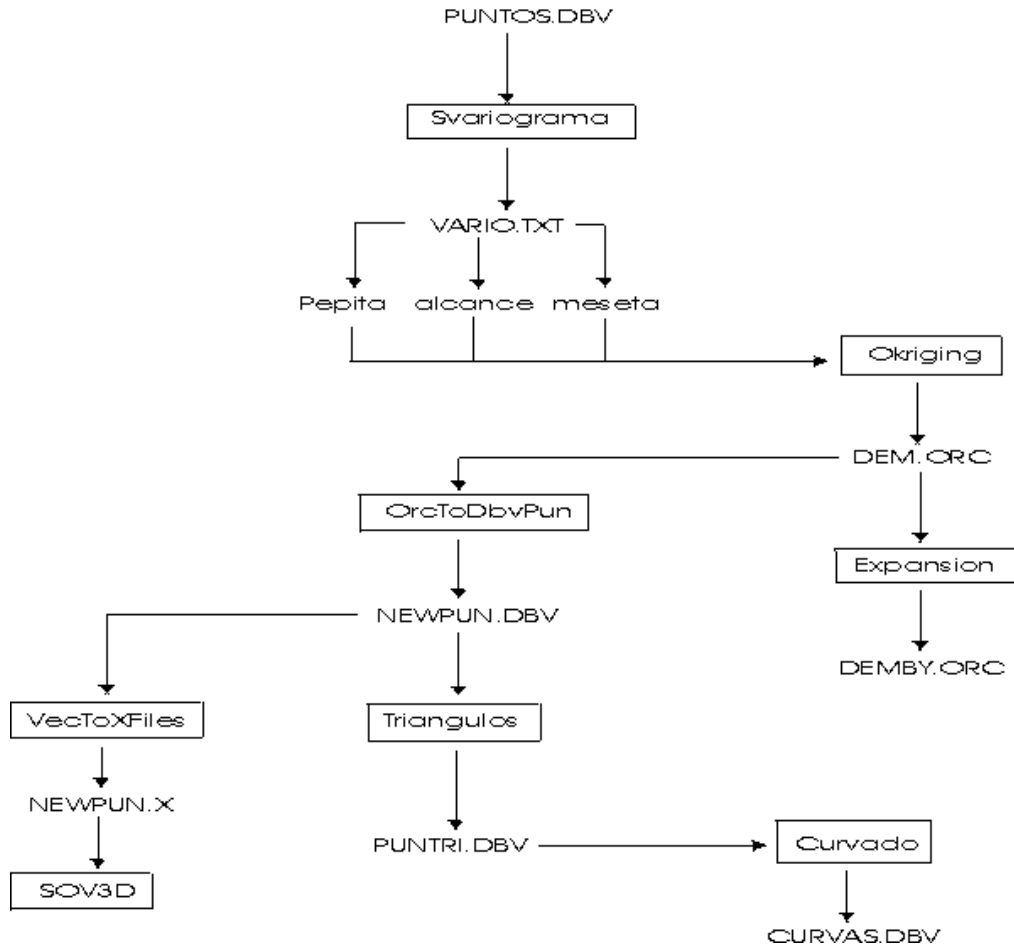 PUNTOS.DBV
Svariograma
VARIO.TXT
Pepita alcance meseta
Okriging
DEM.ORC
OrcToDbvPun
Expansion
NEWPUN.DBV
DEMBY.ORC
VecToXFiles
Triangulos
NEWPUN.X
PUNTRI.DBV
Curvado
SOV3D
CURVAS.DBV